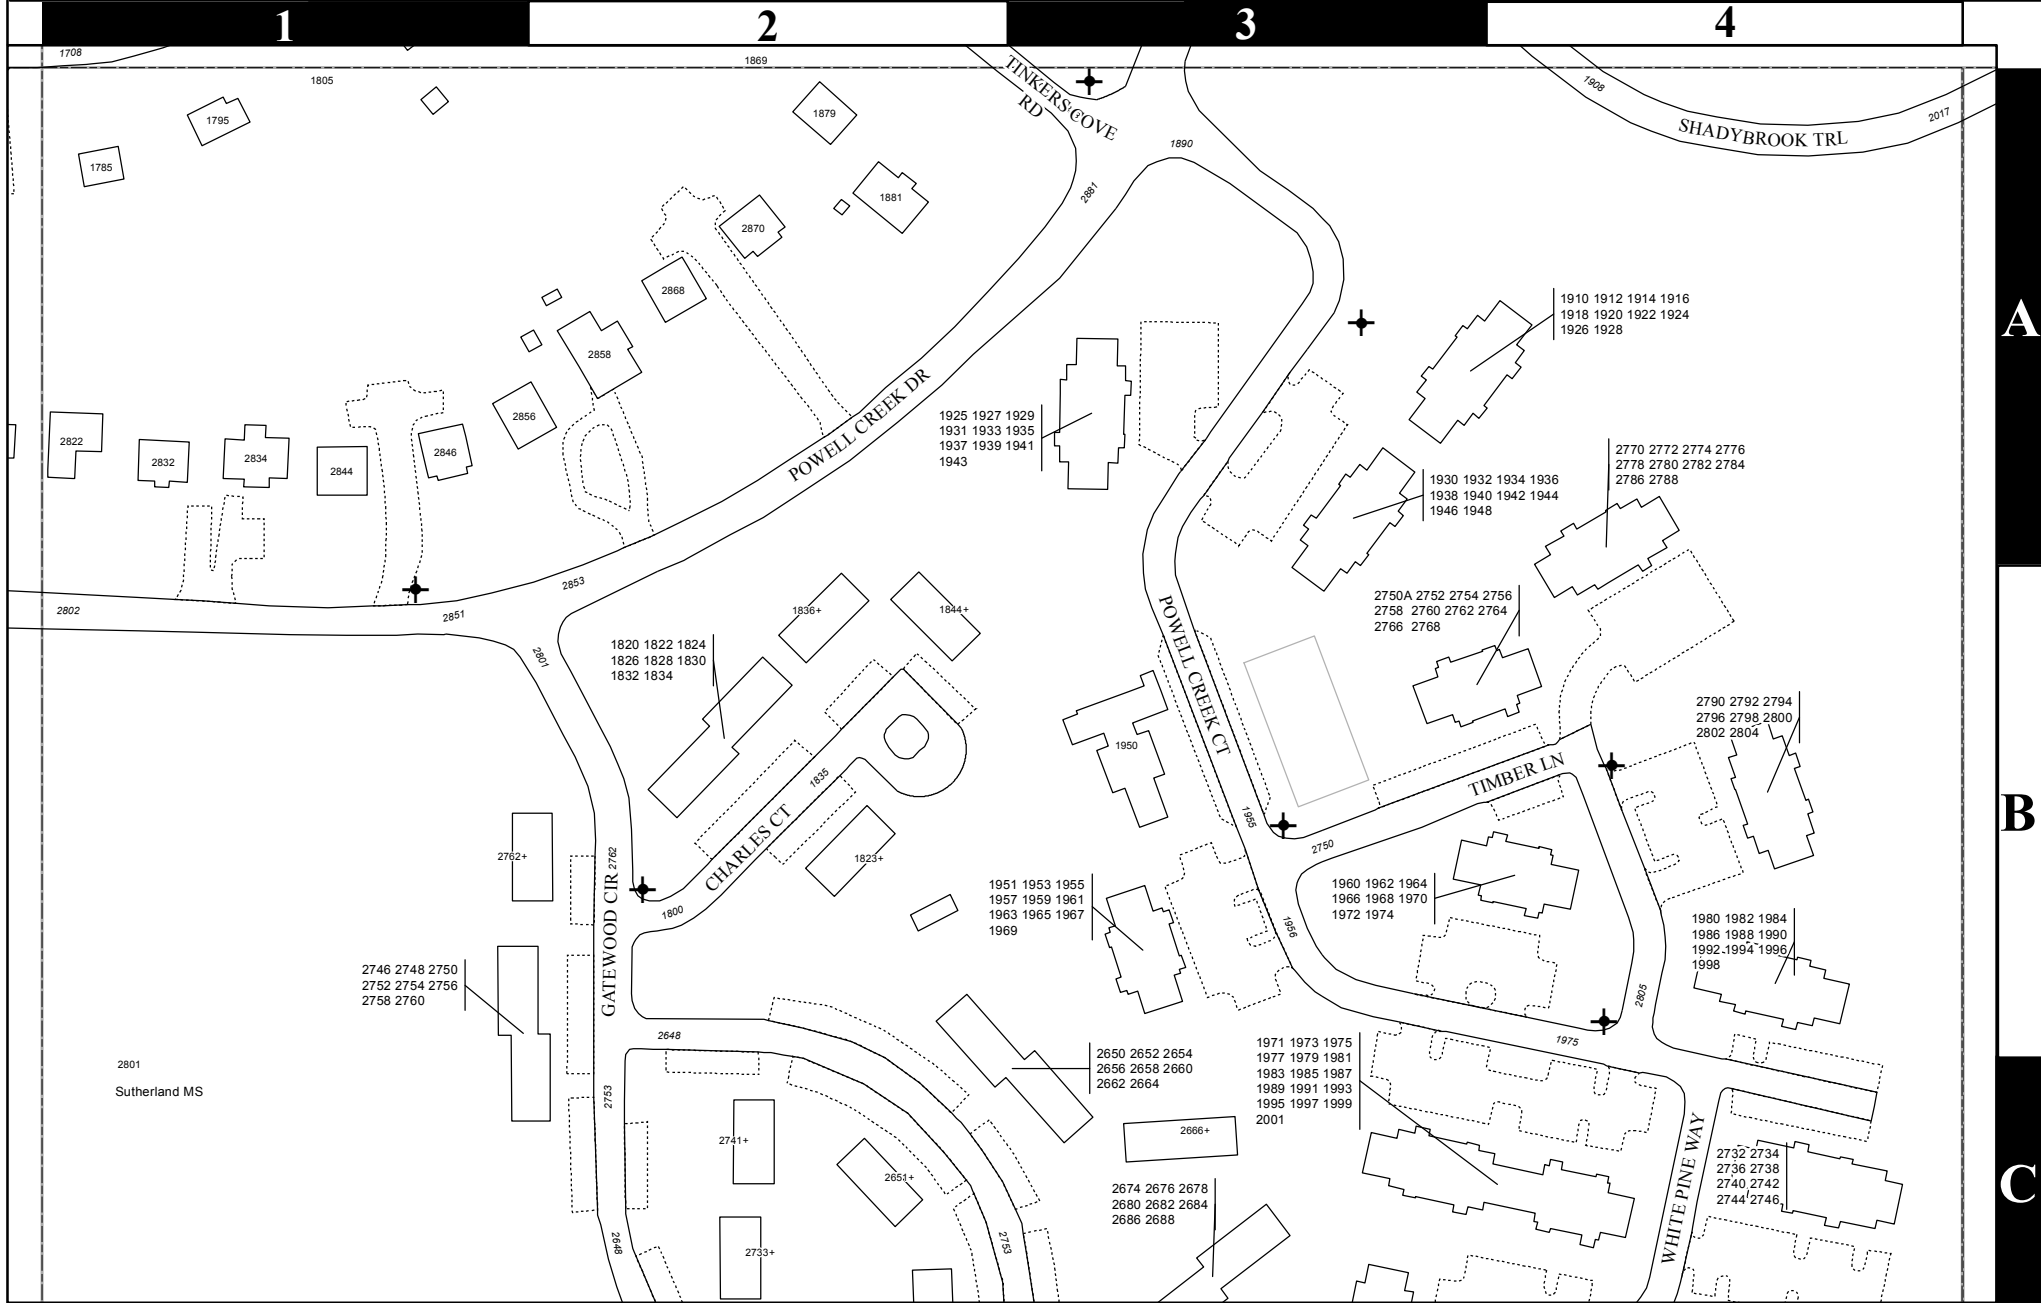 1
2
3
4
A
B
C
1708
1805
1869
1795
1785
1879
1881
2870
2868
2858
2856
2846
2844
2834
2832
2822
TINKERS COVE
RD
1890
2881
1908
SHADYBROOK TRL
2017
1910 1912 1914 1916
1918 1920 1922 1924
1926 1928
POWELL CREEK DR
1925 1927 1929
1931 1933 1935
1937 1939 1941
1943
1930 1932 1934 1936
1938 1940 1942 1944
1946 1948
2770 2772 2774 2776
2778 2780 2782 2784
2786 2788
2802
2851
2853
2801
1836+
1844+
1820 1822 1824
1826 1828 1830
1832 1834
2750A 2752 2754 2756
2758 2760 2762 2764
2766 2768
POWELL CREEK CT
1950
1955
2790 2792 2794
2796 2798 2800
2802 2804
TIMBER LN
2750
1835
CHARLES CT
1823+
1800
2762+
2762
GATEWOOD CIR
1951 1953 1955
1957 1959 1961
1963 1965 1967
1969
1956
1960 1962 1964
1966 1968 1970
1972 1974
1980 1982 1984
1986 1988 1990
1992 1994 1996
1998
2746 2748 2750
2752 2754 2756
2758 2760
2805
2648
2753
2650 2652 2654
2656 2658 2660
2662 2664
1971 1973 1975
1977 1979 1981
1983 1985 1987
1989 1991 1993
1995 1997 1999
2001
1975
2801
Sutherland MS
2741+
2651+
2666+
2674 2676 2678
2680 2682 2684
2686 2688
WHITE PINE WAY
2732 2734
2736 2738
2740 2742
2744 2746
2648
2733+
2753